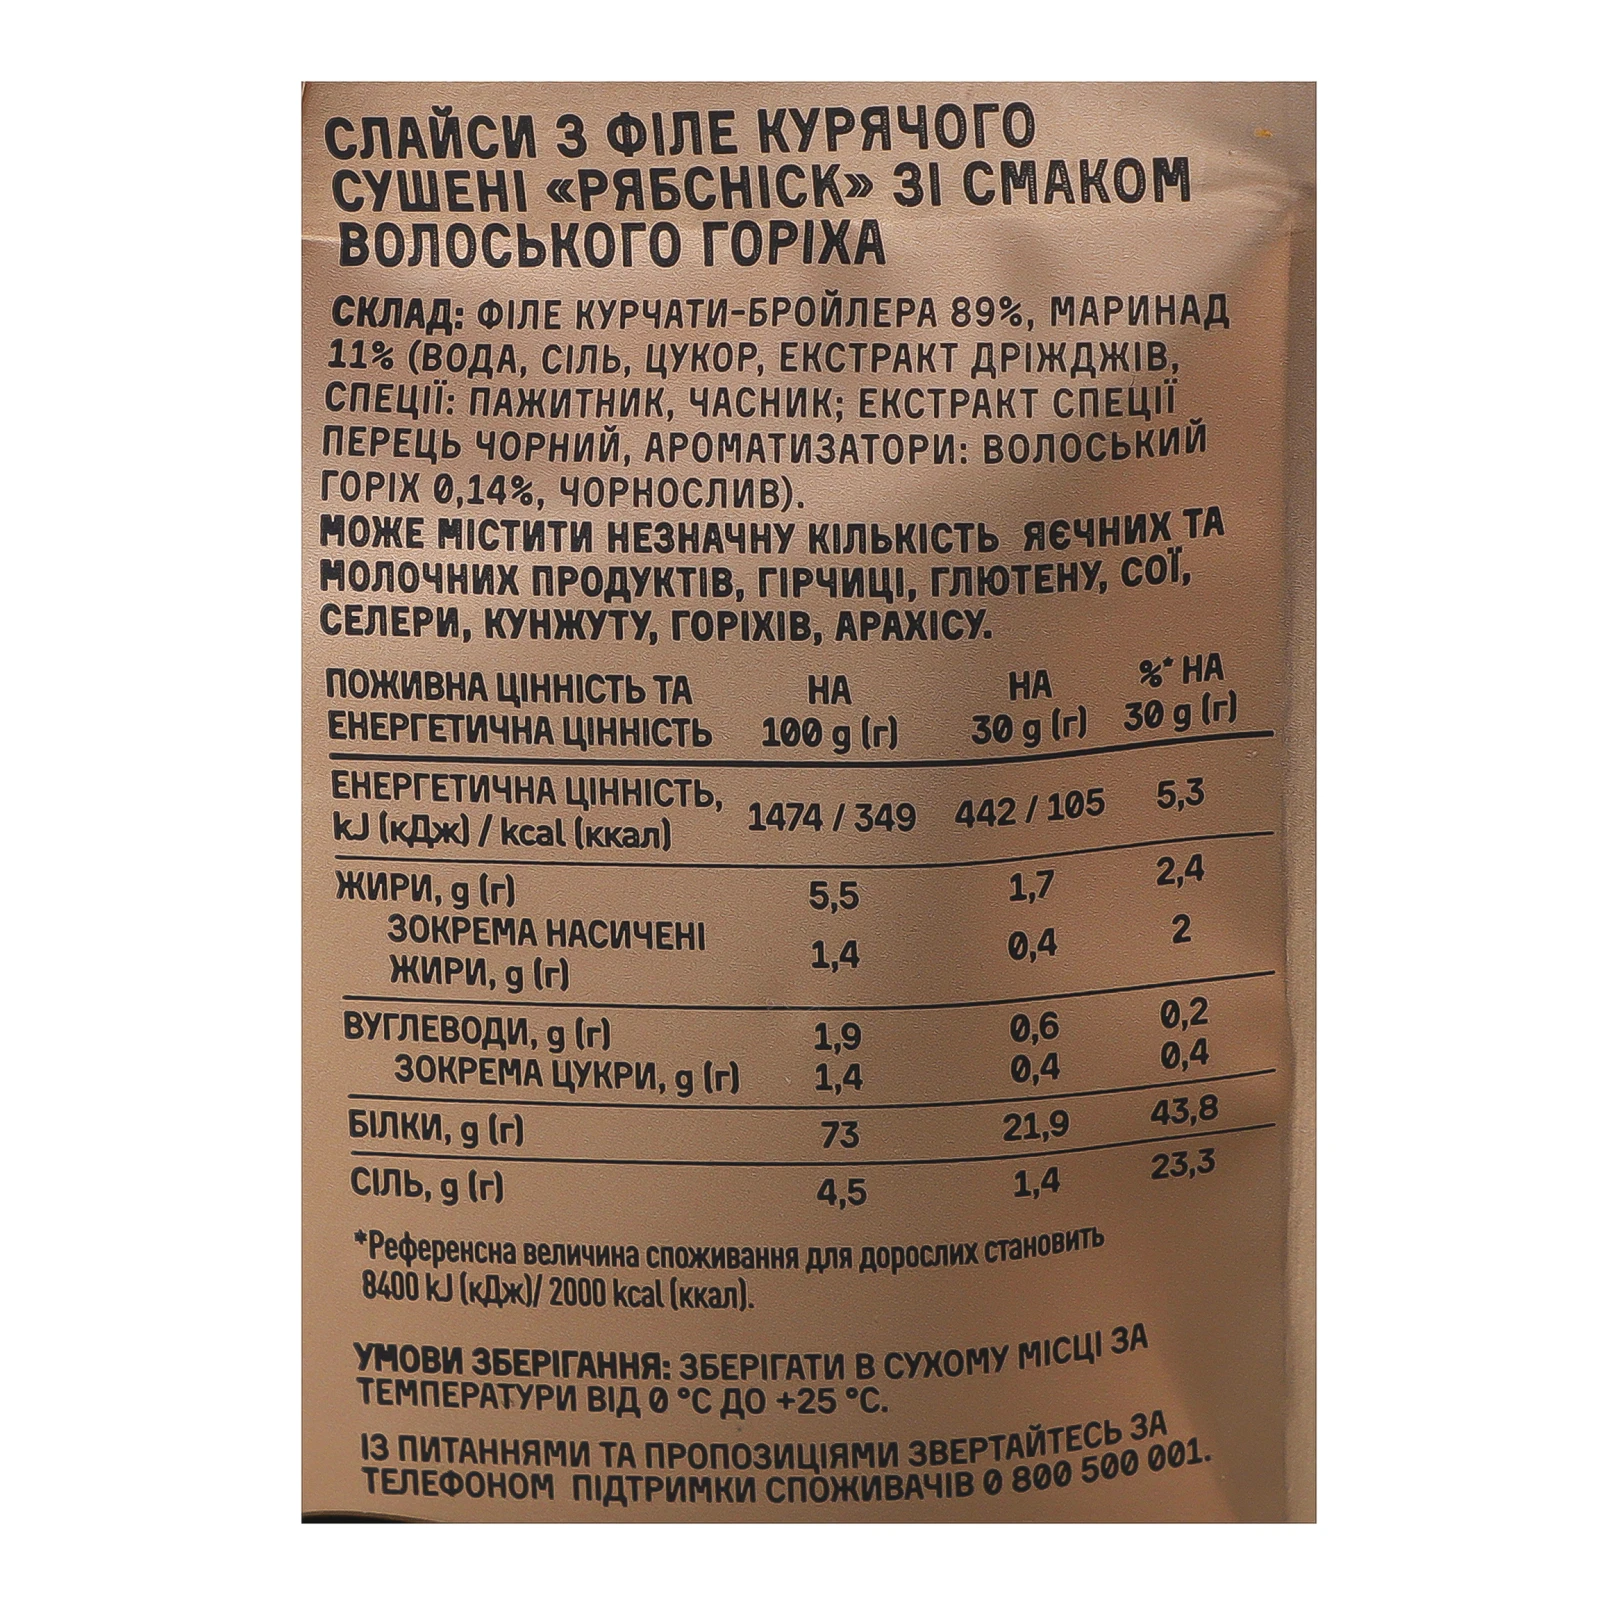 СЛАЙСИ З ФІЛЕ КУРЯЧОГО
СУШЕНІ «РЯБCHICK» ЗІ СМАКОМ
ВОЛОСЬКОГО ГОРІХА
СКЛАД: ФІЛЕ КУРЧАТИ-БРОЙЛЕРА 89%, МАРИНАД
11% (ВОДА, СІЛЬ, ЦУКОР, ЕКСТРАКТ ДРІЖДЖІВ,
СПЕЦІЇ: ПАЖИТНИК, ЧАСНИК; ЕКСТРАКТ СПЕЦІЇ
ПЕРЕЦЬ ЧОРНИЙ, АРОМАТИЗАТОРИ: ВОЛОСЬКИЙ
ГОРІХ 0,14%, ЧОРНОСЛИВ).
МОЖЕ МІСТИТИ НЕЗНАЧНУ КІЛЬКІСТЬ ЯЄЧНИХ ТА
МОЛОЧНИХ ПРОДУКТІВ, ГІРЧИЦІ, ГЛЮТЕНУ, СОЇ,
СЕЛЕРИ, КУНЖУТУ, ГОРІХІВ, АРАХІСУ.
ПОЖИВНА ЦІННІСТЬ ТА НА НА %* НА
ЕНЕРГЕТИЧНА ЦІННІСТЬ 100 g (г) 30 g (г) 30 g (г)
ЕНЕРГЕТИЧНА ЦІННІСТЬ,
kJ (кДж) / kcal (ккал) 1474 / 349 442 / 105 5,3
ЖИРИ, g (г) 5,5 1,7 2,4
ЗОКРЕМА НАСИЧЕНІ
ЖИРИ, g (г) 1,4 0,4 2
ВУГЛЕВОДИ, g (г) 1,9 0,6 0,2
ЗОКРЕМА ЦУКРИ, g (г) 1,4 0,4 0,4
БІЛКИ, g (г) 73 21,9 43,8
СІЛЬ, g (г) 4,5 1,4 23,3
*Референсна величина споживання для дорослих становить
8400 kJ (кДж)/ 2000 kcal (ккал).
УМОВИ ЗБЕРІГАННЯ: ЗБЕРІГАТИ В СУХОМУ МІСЦІ ЗА
ТЕМПЕРАТУРИ ВІД 0 °С ДО +25 °С.
ІЗ ПИТАННЯМИ ТА ПРОПОЗИЦІЯМИ ЗВЕРТАЙТЕСЬ ЗА
ТЕЛЕФОНОМ ПІДТРИМКИ СПОЖИВАЧІВ 0 800 500 001.